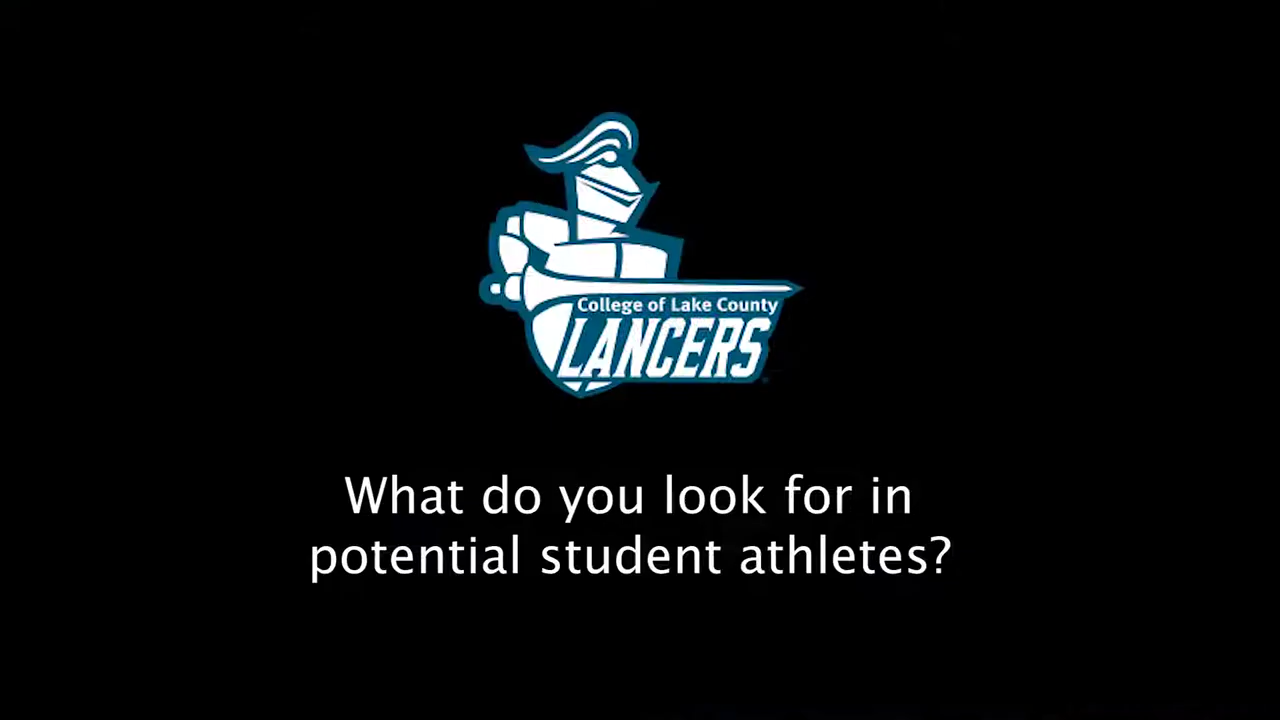 College of Lake County
LANCERS
What do you look for in
potential student athletes?